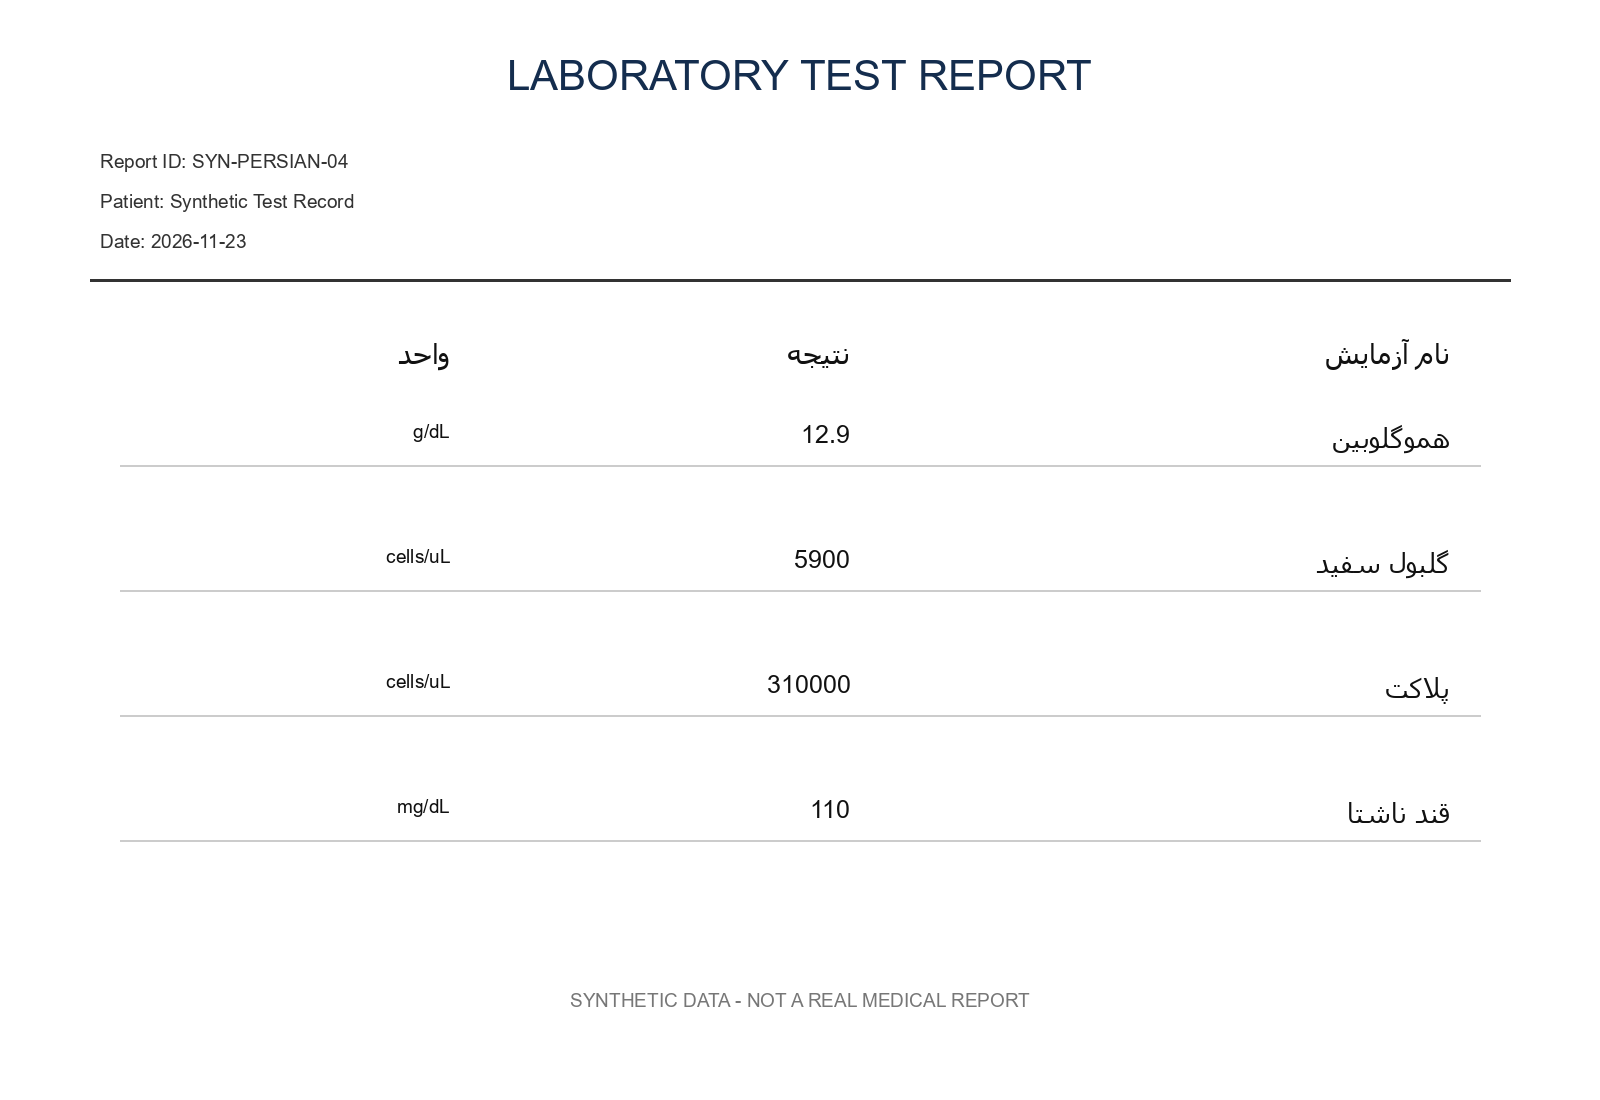 LABORATORY TEST REPORT
Report ID: SYN-PERSIAN-04
Patient: Synthetic Test Record
Date: 2026-11-23
نام آزمایش نتیجه واحد
هموگلوبین 12.9 g/dL
گلبول سفید 5900 cells/uL
پلاکت 310000 cells/uL
قند ناشتا 110 mg/dL
SYNTHETIC DATA - NOT A REAL MEDICAL REPORT